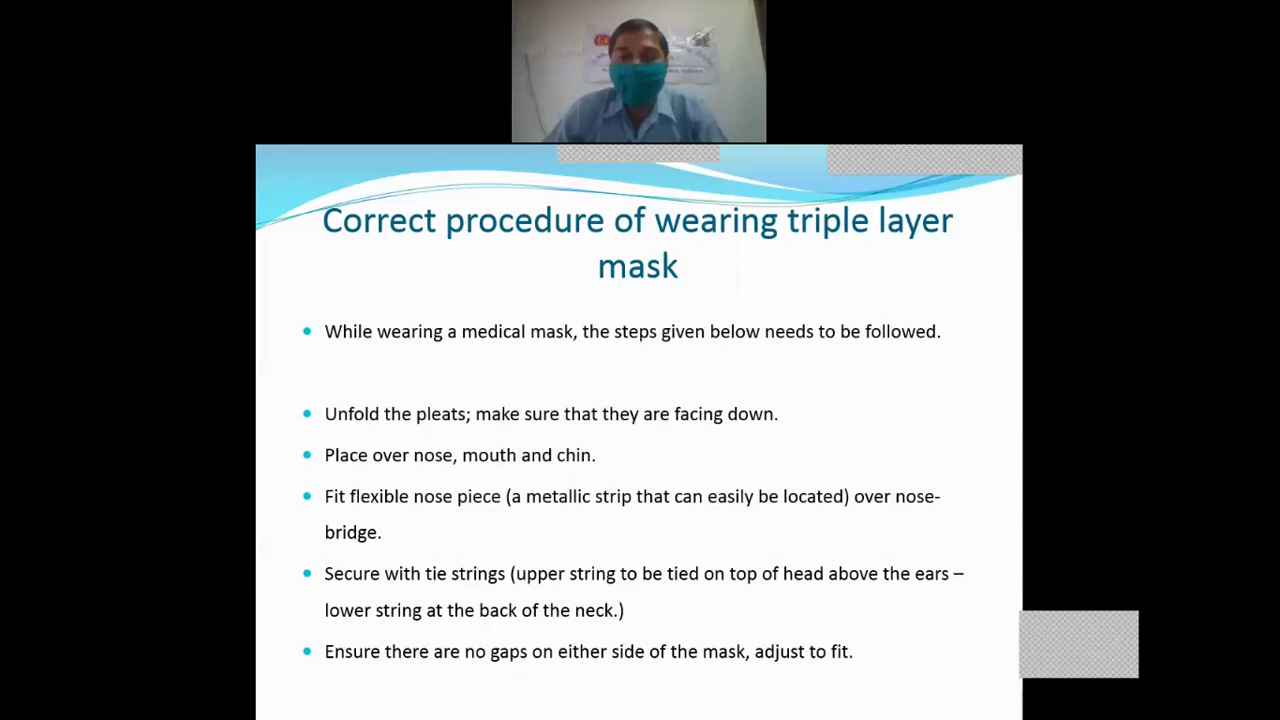 Correct procedure of wearing triple layer
mask
While wearing a medical mask, the steps given below needs to be followed.
Unfold the pleats; make sure that they are facing down.
Place over nose, mouth and chin.
Fit flexible nose piece (a metallic strip that can easily be located) over nose-
bridge.
Secure with tie strings (upper string to be tied on top of head above the ears –
lower string at the back of the neck.)
Ensure there are no gaps on either side of the mask, adjust to fit.